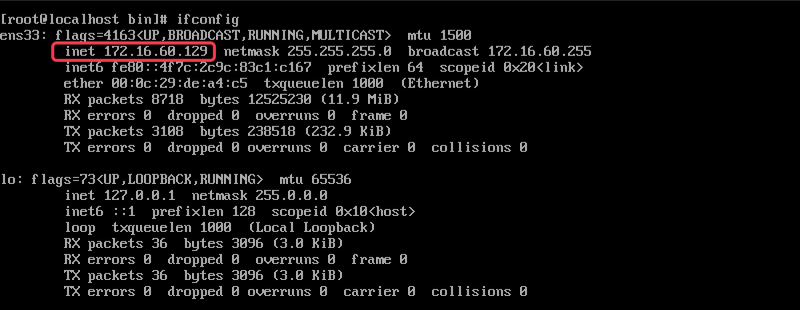 [root@localhost bin]# ifconfig
ens33: flags=4163<UP,BROADCAST,RUNNING,MULTICAST>  mtu 1500
        inet 172.16.60.129  netmask 255.255.255.0  broadcast 172.16.60.255
        inet6 fe80::4f7c:2c9c:83c1:c167  prefixlen 64  scopeid 0x20<link>
        ether 00:0c:29:de:a4:c5  txqueuelen 1000  (Ethernet)
        RX packets 8718  bytes 12525230 (11.9 MiB)
        RX errors 0  dropped 0  overruns 0  frame 0
        TX packets 3108  bytes 238518 (232.9 KiB)
        TX errors 0  dropped 0 overruns 0  carrier 0  collisions 0

lo: flags=73<UP,LOOPBACK,RUNNING>  mtu 65536
        inet 127.0.0.1  netmask 255.0.0.0
        inet6 ::1  prefixlen 128  scopeid 0x10<host>
        loop  txqueuelen 1000  (Local Loopback)
        RX packets 36  bytes 3096 (3.0 KiB)
        RX errors 0  dropped 0  overruns 0  frame 0
        TX packets 36  bytes 3096 (3.0 KiB)
        TX errors 0  dropped 0 overruns 0  carrier 0  collisions 0